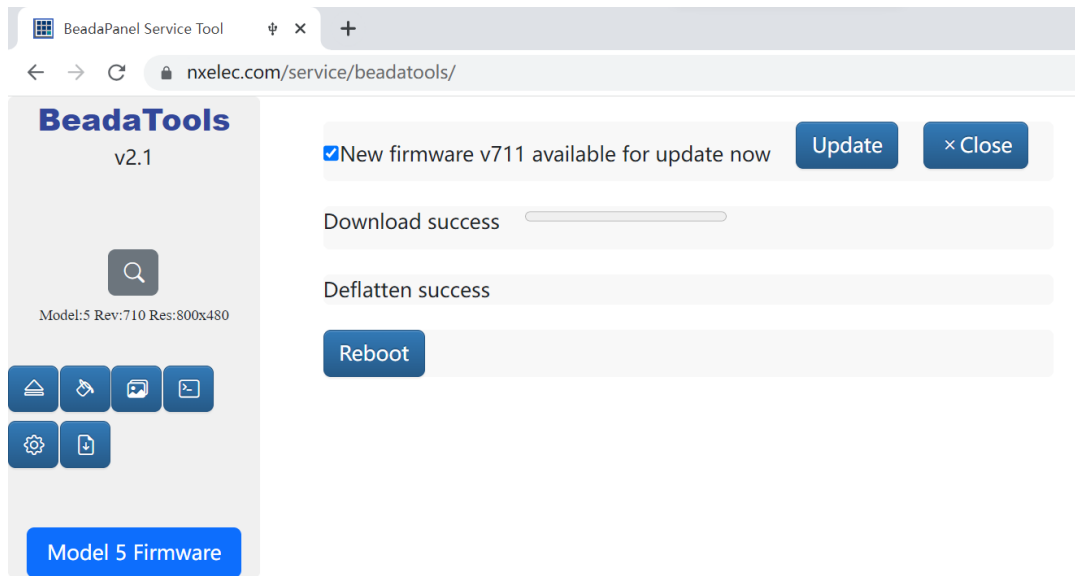 BeadaPanel Service Tool
nxelec.com/service/beadatools/
BeadaTools
v2.1
Model:5 Rev:710 Res:800x480
Model 5 Firmware
New firmware v711 available for update now
Update
× Close
Download success
Deflatten success
Reboot